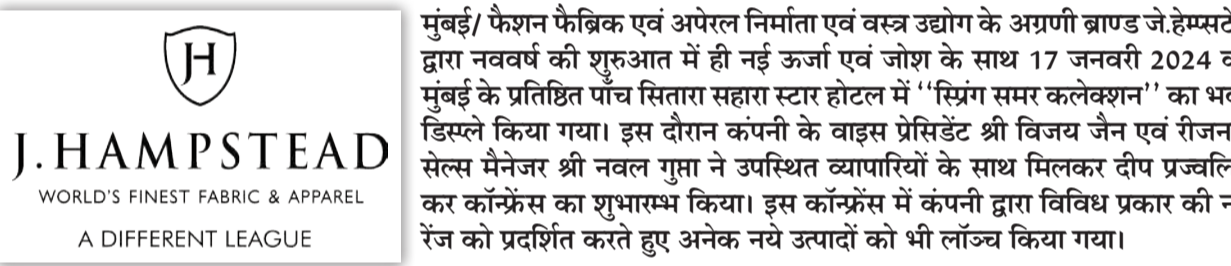 H
J.HAMPSTEAD
WORLD'S FINEST FABRIC & APPAREL
A DIFFERENT LEAGUE
मुंबई/ फैशन फैब्रिक एवं अपेरल निर्माता एवं वस्त्र उद्योग के अग्रणी ब्राण्ड
द्वारा नववर्ष की शुरुआत में ही नई ऊर्जा एवं जोश के साथ 17 जनवरी 2024
मुंबई के प्रतिष्ठित पाँच सितारा सहारा स्टार होटल में ‘‘स्प्रिंग समर कलेक्शन’’ का
डिस्प्ले किया गया। इस दौरान कंपनी के वाइस प्रेसिडेंट श्री विजय जैन एवं
सेल्स मैनेजर श्री नवल गुप्ता ने उपस्थित व्यापारियों के साथ मिलकर दीप
कर कॉन्फ्रेंस का शुभारम्भ किया। इस कॉन्फ्रेंस में कंपनी द्वारा विविध प्रकार की
रेंज को प्रदर्शित करते हुए अनेक नये उत्पादों को भी लॉञ्च किया गया।